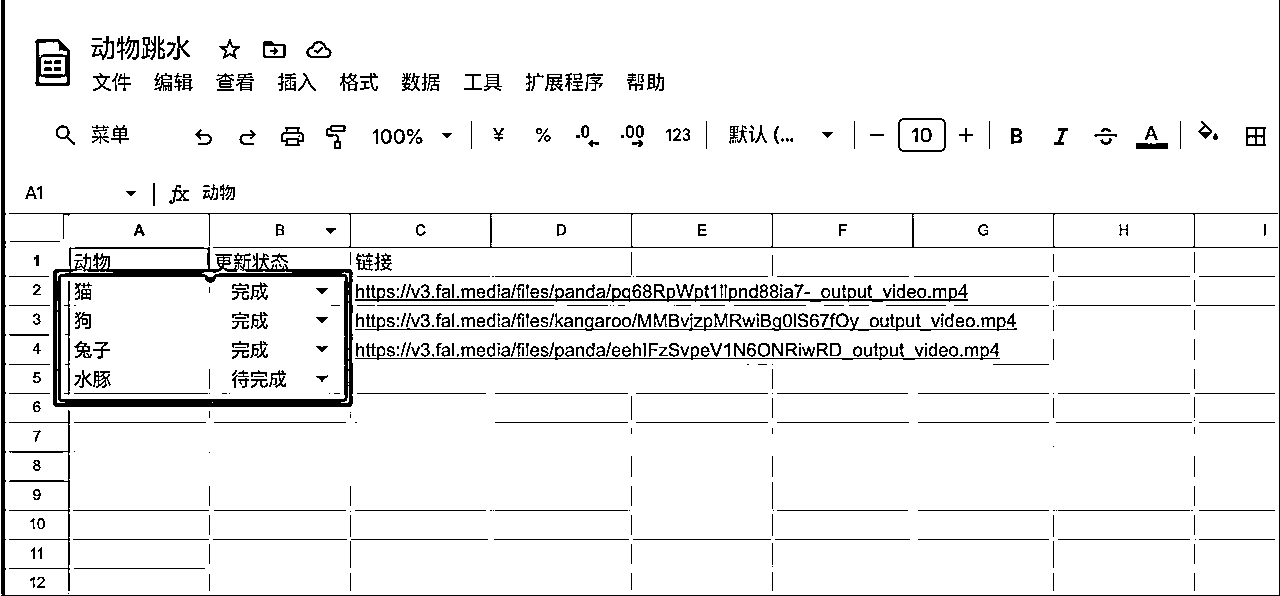 动物跳水
文件 编辑 查看 插入 格式 数据 工具 扩展程序 帮助
菜单 100% ¥ % .0 .00 123 默认 (... − 10 + B I A
A1 fx 动物
A B C D E F G H I
1 动物 更新状态 链接
2 猫 完成 https://v3.fal.media/files/panda/pq68RpWpt1lIpnd88ia7-_output_video.mp4
3 狗 完成 https://v3.fal.media/files/kangaroo/MMBvjzpMRwiBg0IS67fOy_output_video.mp4
4 兔子 完成 https://v3.fal.media/files/panda/eehIFzSvpeV1N6ONRiwRD_output_video.mp4
5 水豚 待完成
6
7
8
9
10
11
12